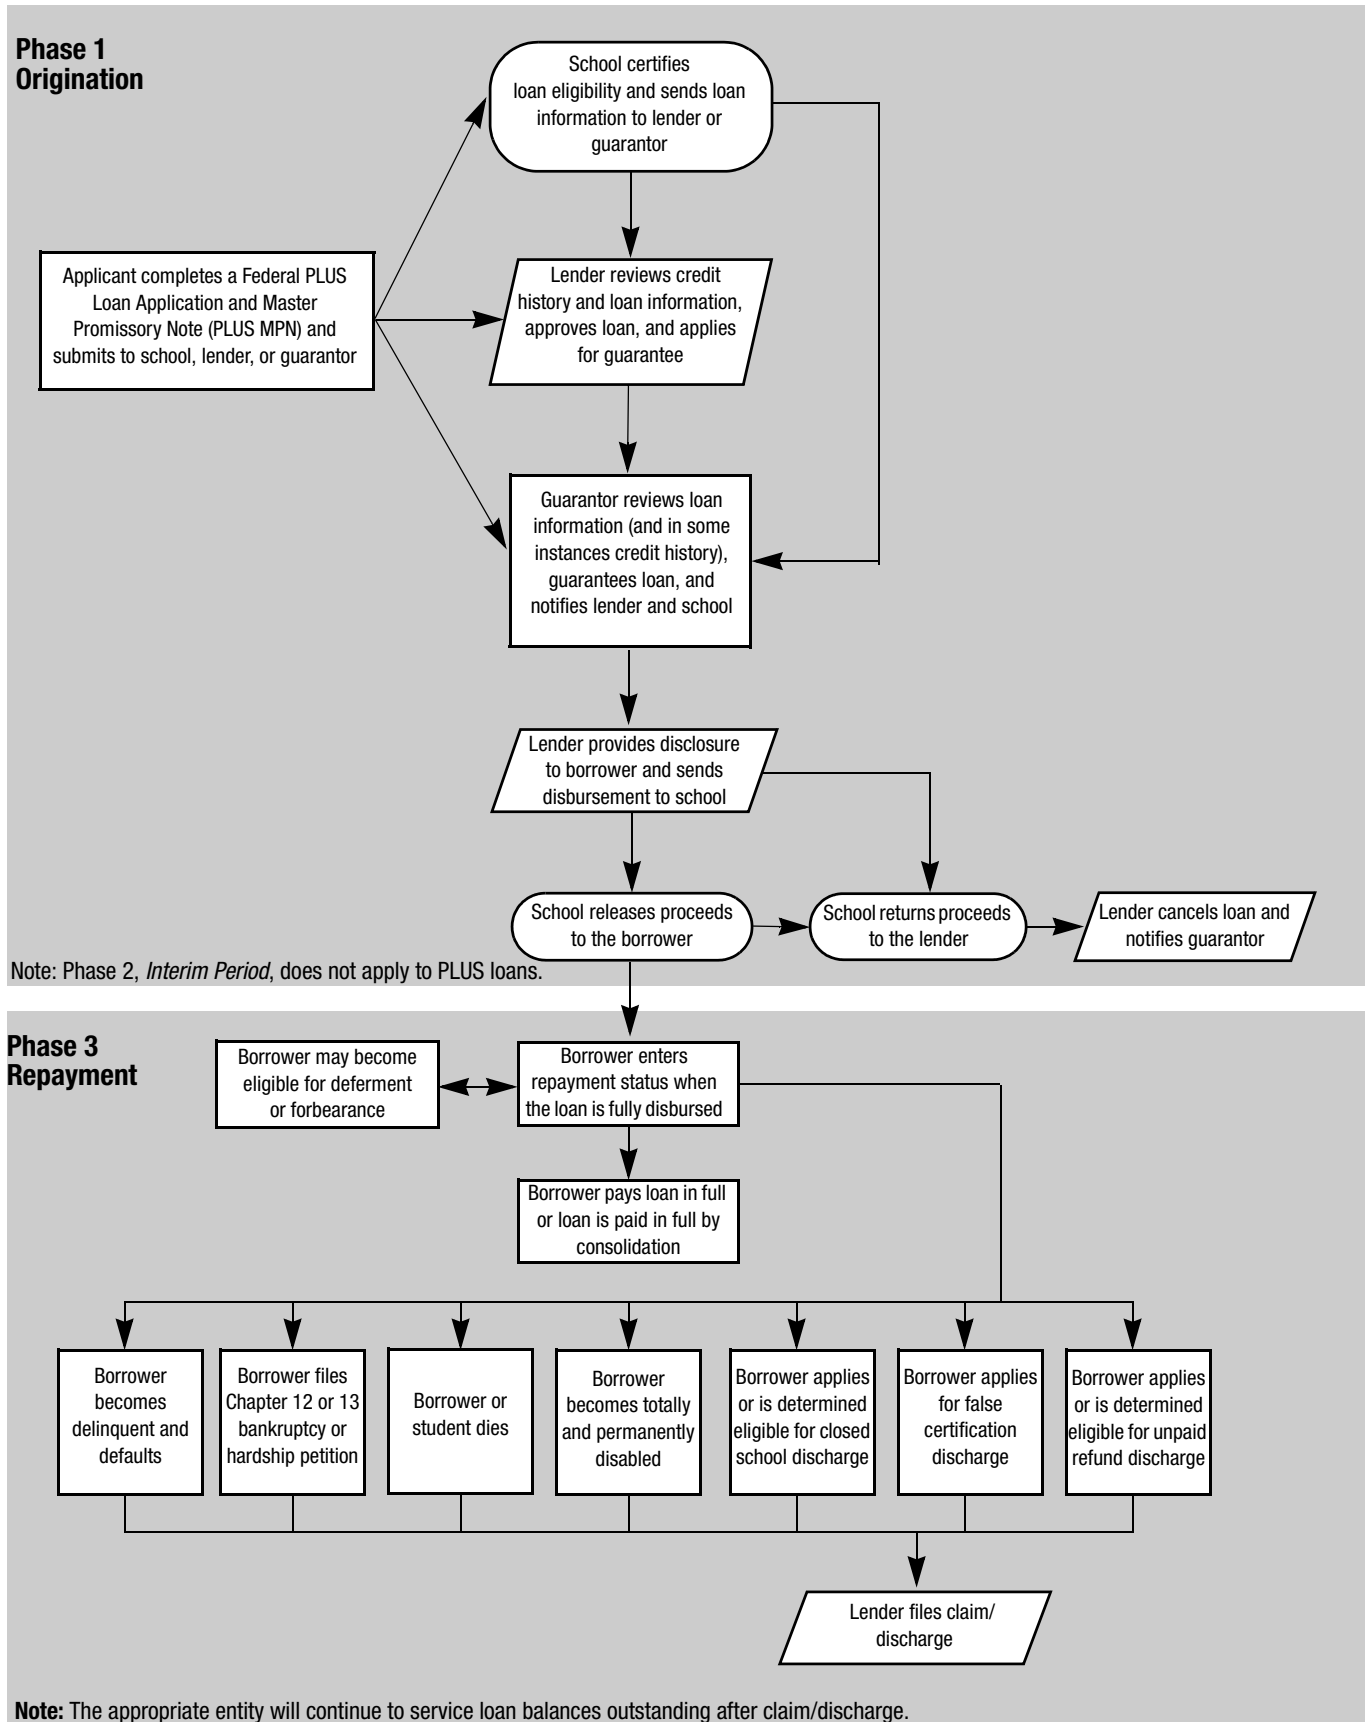 Phase 1
Origination
School certifies
loan eligibility and sends loan
information to lender or
guarantor
Applicant completes a Federal PLUS
Loan Application and Master
Promissory Note (PLUS MPN) and
submits to school, lender, or guarantor
Lender reviews credit
history and loan information,
approves loan, and applies
for guarantee
Guarantor reviews loan
information (and in some
instances credit history),
guarantees loan, and
notifies lender and school
Lender provides disclosure
to borrower and sends
disbursement to school
School releases proceeds
to the borrower
School returns proceeds
to the lender
Lender cancels loan and
notifies guarantor
Note: Phase 2, Interim Period, does not apply to PLUS loans.
Phase 3
Repayment
Borrower may become
eligible for deferment
or forbearance
Borrower enters
repayment status when
the loan is fully disbursed
Borrower pays loan in full
or loan is paid in full by
consolidation
Borrower
becomes
delinquent and
defaults
Borrower files
Chapter 12 or 13
bankruptcy or
hardship petition
Borrower or
student dies
Borrower
becomes totally
and permanently
disabled
Borrower applies
or is determined
eligible for closed
school discharge
Borrower applies
for false
certification
discharge
Borrower applies
or is determined
eligible for unpaid
refund discharge
Lender files claim/
discharge
Note: The appropriate entity will continue to service loan balances outstanding after claim/discharge.